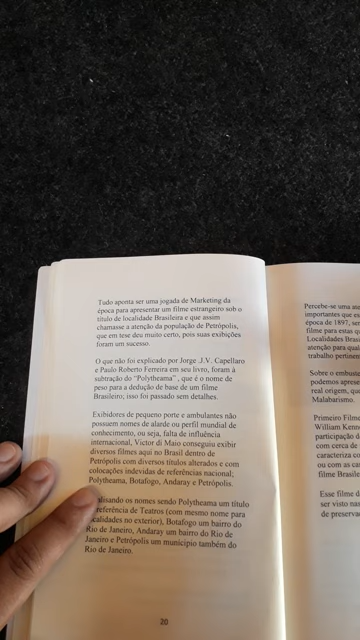 Tudo aponta ser uma jogada de Marketing da
época para apresentar um filme estrangeiro sob o
título de localidade Brasileira e que assim
chamasse a atenção da população de Petrópolis,
que em tese deu muito certo, pois suas exibições
foram um sucesso.
O que não foi explicado por Jorge .J.V. Capellaro
e Paulo Roberto Ferreira em seu livro, foram à
subtração do "Polytheama", que é o nome de
peso para a dedução de base de um filme
Brasileiro; isso foi passado sem detalhes.
Exibidores de pequeno porte e ambulantes não
possuem nomes de alarde ou perfil mundial de
conhecimento, ou seja, falta de influência
internacional, Victor di Maio conseguiu exibir
diversos filmes aqui no Brasil dentro de
Petrópolis com diversos títulos alterados e com
colocações indevidas de referências nacional;
Polytheama, Botafogo, Andaray e Petrópolis.
alisando os nomes sendo Polytheama um título
referência de Teatros (com mesmo nome para
localidades no exterior), Botafogo um bairro do
Rio de Janeiro, Andaray um bairro do Rio de
Janeiro e Petrópolis um município também do
Rio de Janeiro.
20
Percebe-se uma
importantes que
época de 1897, se
filme para estas
Localidades Brasi
atenção para qual
trabalho pertinen
Sobre o embuste
podemos aprese
real origem, que
Malabarismo.
Primeiro Filme
William
participação d
com cerca de
caracteriza co
ou com as ca
filme Brasile
Esse filme d
ser visto nas
de preserva